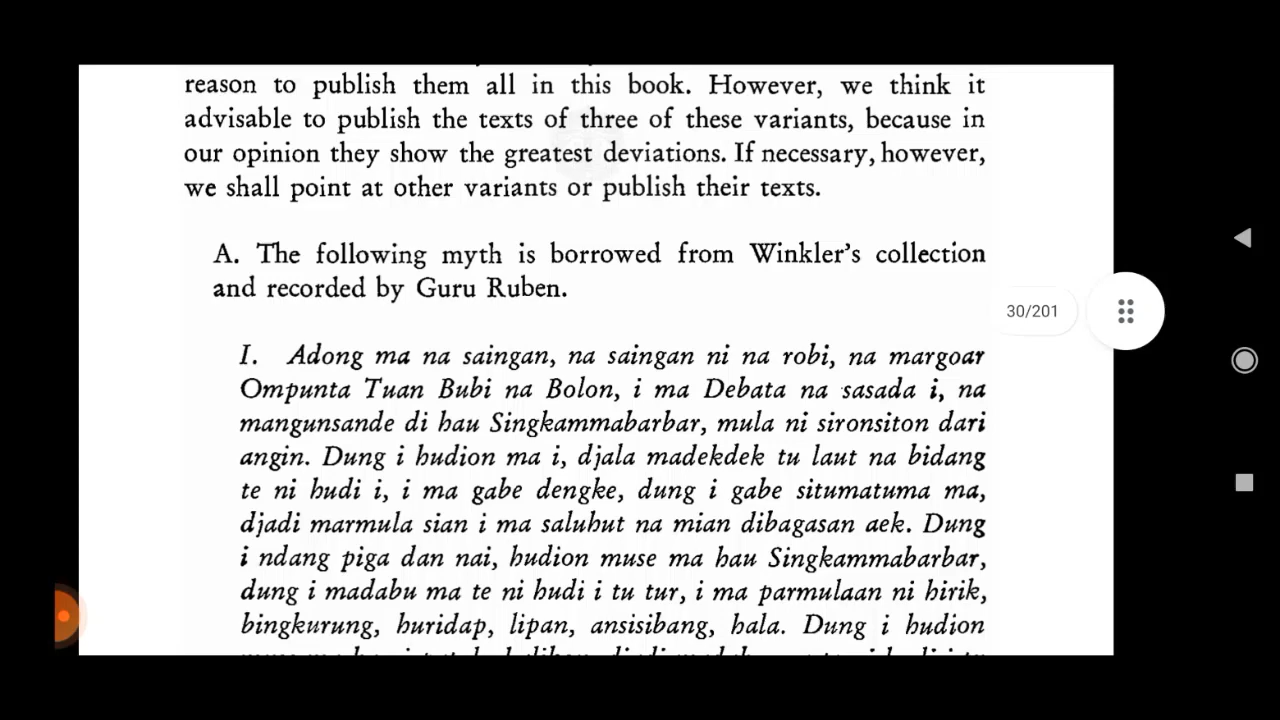 reason to publish them all in this book. However, we think it
advisable to publish the texts of three of these variants, because in
our opinion they show the greatest deviations. If necessary, however,
we shall point at other variants or publish their texts.
A. The following myth is borrowed from Winkler's collection
and recorded by Guru Ruben.
30/201
I. Adong ma na saingan, na saingan ni na robi, na margoar
Ompunta Tuan Bubi na Bolon, i ma Debata na sasada i, na
mangunsande di hau Singkammabarbar, mula ni sironsiton dari
angin. Dung i hudion ma i, djala madekdek tu laut na bidang
te ni hudi i, i ma gabe dengke, dung i gabe situmatuma ma,
djadi marmula sian i ma saluhut na mian dibagasan aek. Dung
i ndang piga dan nai, hudion muse ma hau Singkammabarbar,
dung i madabu ma te ni hudi i tu tur, i ma parmulaan ni hirik,
bingkurung, huridap, lipan, ansisibang, hala. Dung i hudion